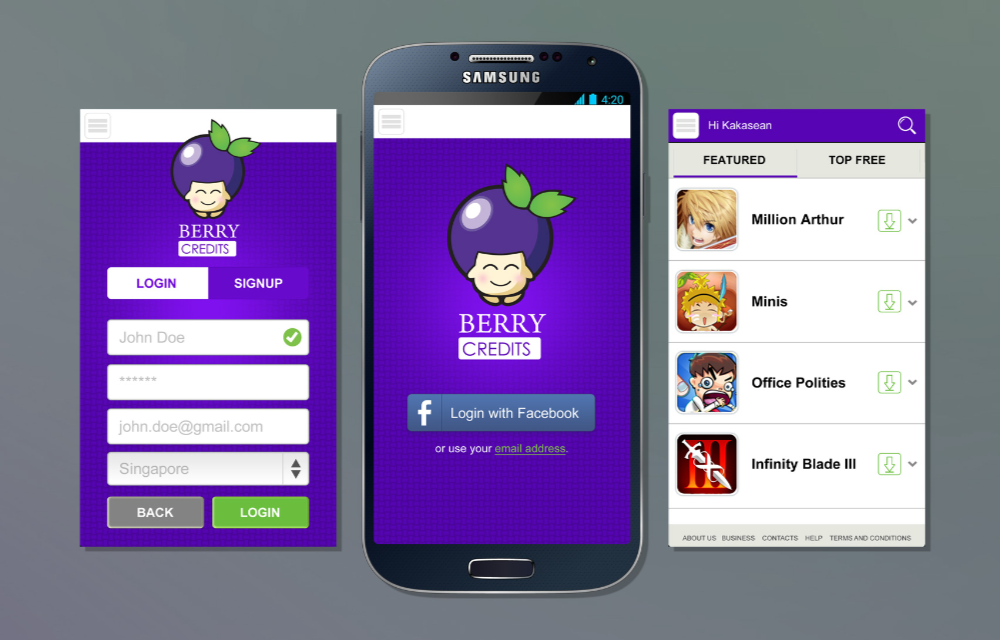 BERRY
CREDITS
LOGIN
SIGNUP
John Doe
******
john.doe@gmail.com
Singapore
BACK
LOGIN
SAMSUNG
4:20
BERRY
CREDITS
f
Login with Facebook
or use your email address.
Hi Kakasean
FEATURED
TOP FREE
Million Arthur
Minis
Office Polities
III
Infinity Blade III
ABOUT US BUSINESS CONTACTS HELP TERMS AND CONDITIONS